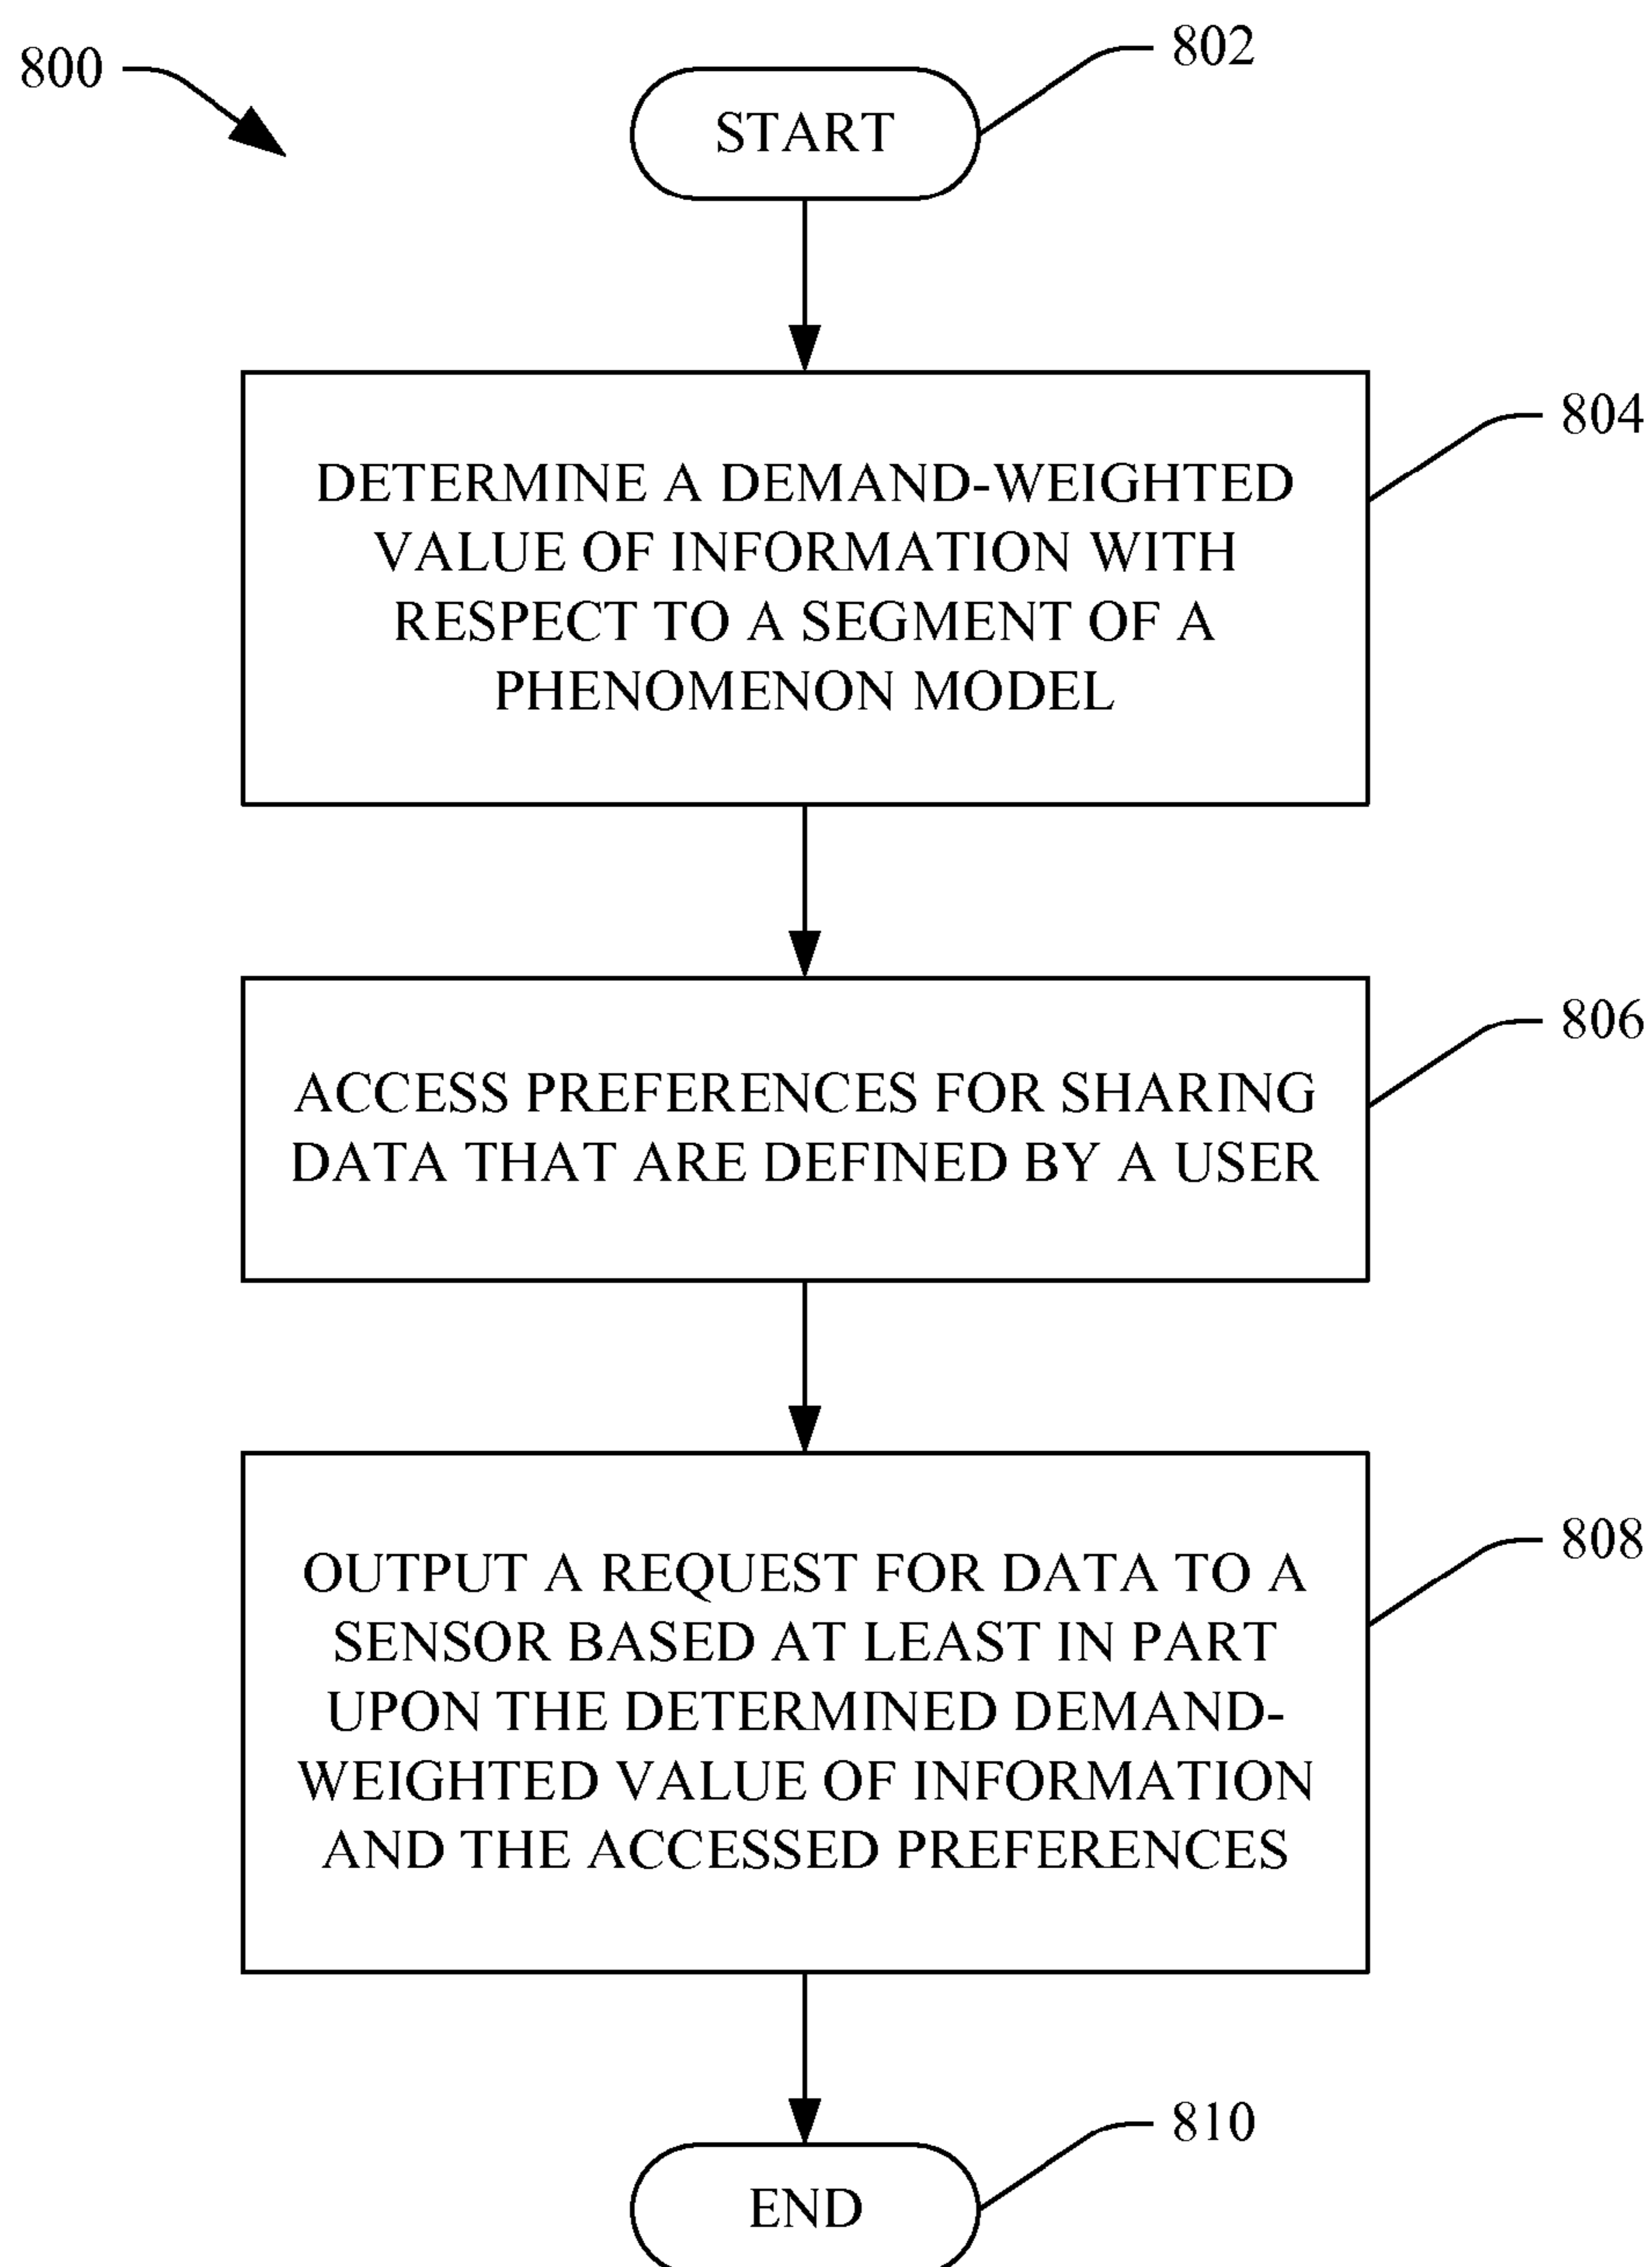 800
802
START
804
DETERMINE A DEMAND-WEIGHTED
VALUE OF INFORMATION WITH
RESPECT TO A SEGMENT OF A
PHENOMENON MODEL
806
ACCESS PREFERENCES FOR SHARING
DATA THAT ARE DEFINED BY A USER
808
OUTPUT A REQUEST FOR DATA TO A
SENSOR BASED AT LEAST IN PART
UPON THE DETERMINED DEMAND-
WEIGHTED VALUE OF INFORMATION
AND THE ACCESSED PREFERENCES
810
END